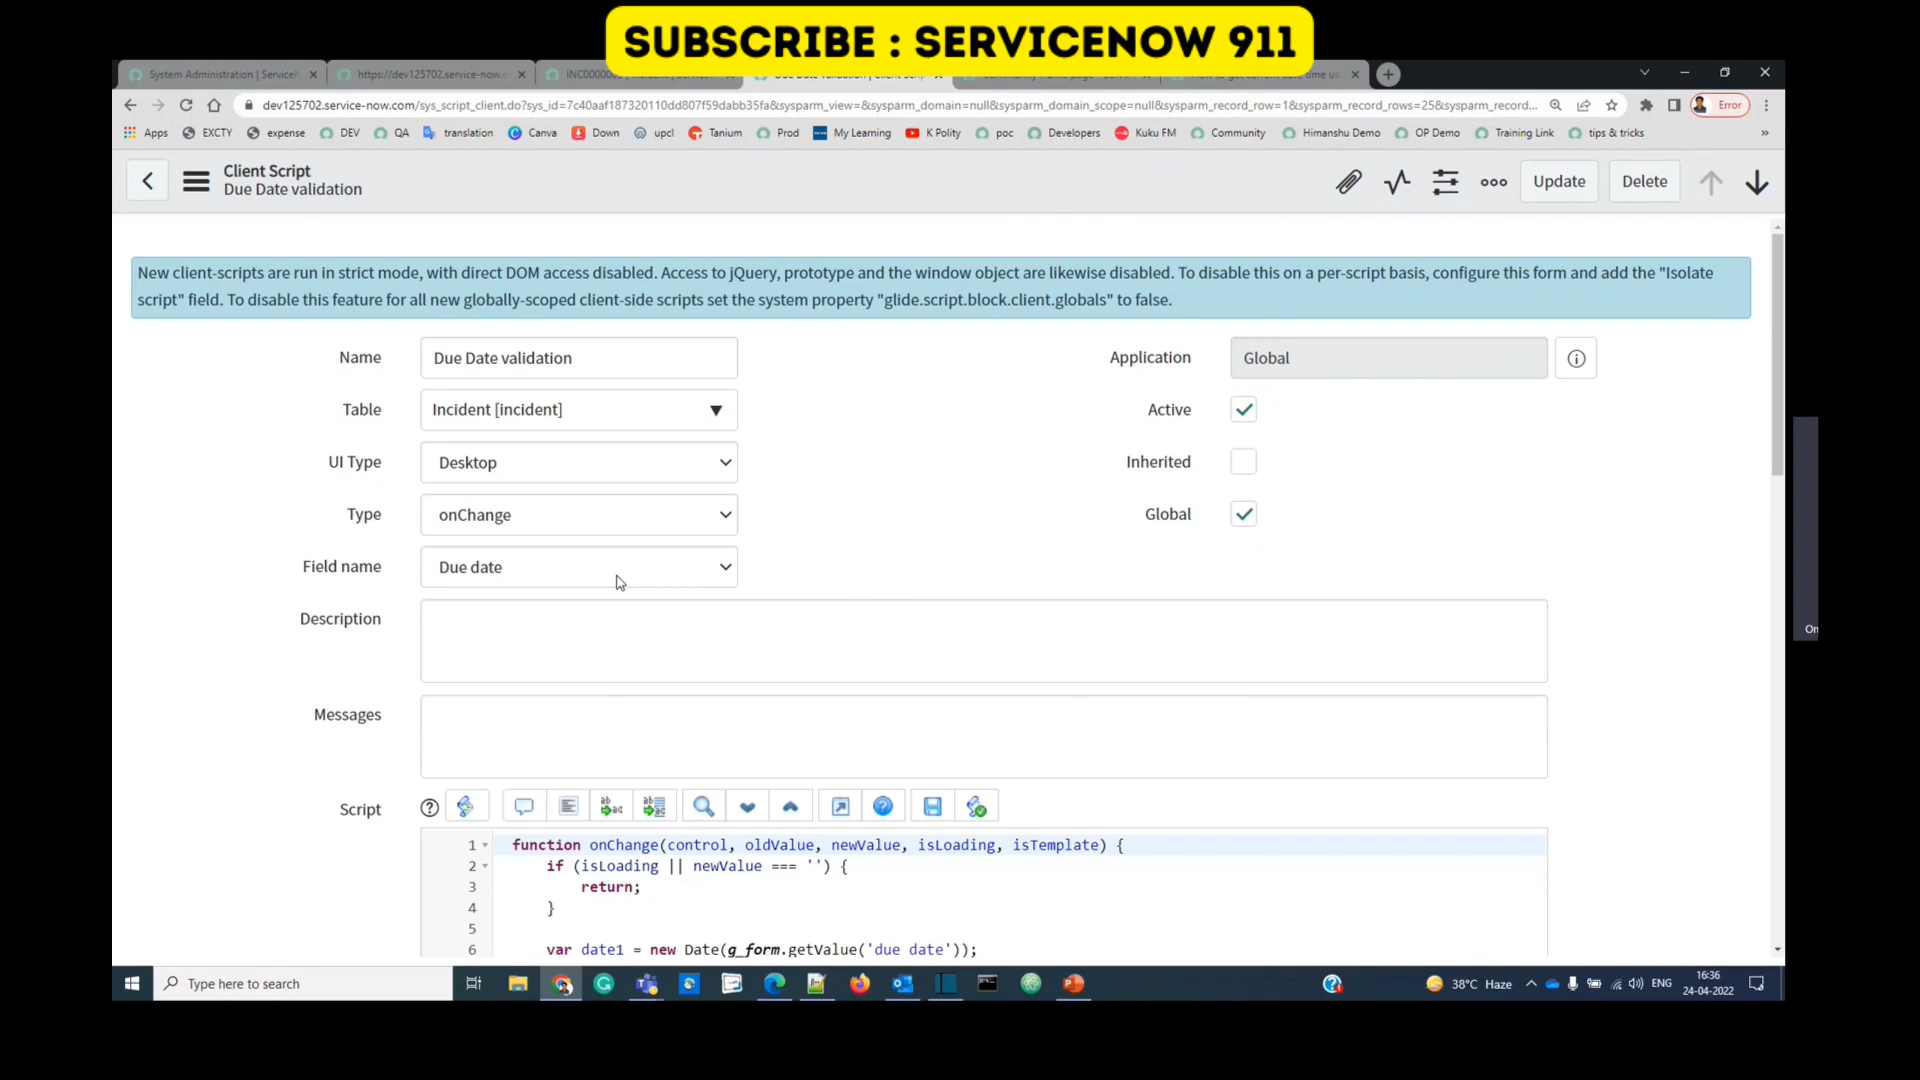 SUBSCRIBE : SERVICENOW 911
System Administration | Service
https://dev125702.service-now.c
dev125702.service-now.com/sys_script_client.do?sys_id=7c40aaf187320110dd807f59dabb35fa&sysparm_view=&sysparm_domain=null&sysparm_domain_scope=null&sysparm_record_row=1&sysparm_record_rows=25&sysparm_record...
Error
Apps EXCTY expense DEV QA translation Canva Down upcl Tanium Prod My Learning K Polity poc Developers Kuku FM Community Himanshu Demo OP Demo Training Link tips & tricks »
Client Script
Due Date validation
Update
Delete
New client-scripts are run in strict mode, with direct DOM access disabled. Access to jQuery, prototype and the window object are likewise disabled. To disable this on a per-script basis, configure this form and add the "Isolate
script" field. To disable this feature for all new globally-scoped client-side scripts set the system property "glide.script.block.client.globals" to false.
Name Due Date validation
Application Global
Table Incident [incident]
Active
UI Type Desktop
Inherited
Type onChange
Global
Field name Due date
Description
Messages
Script
1 function onChange(control, oldValue, newValue, isLoading, isTemplate) {
2 if (isLoading || newValue === '') {
3 return;
4 }
5
6 var date1 = new Date(g_form.getValue('due date'));
On
Type here to search
38°C Haze
ENG
16:36
24-04-2022